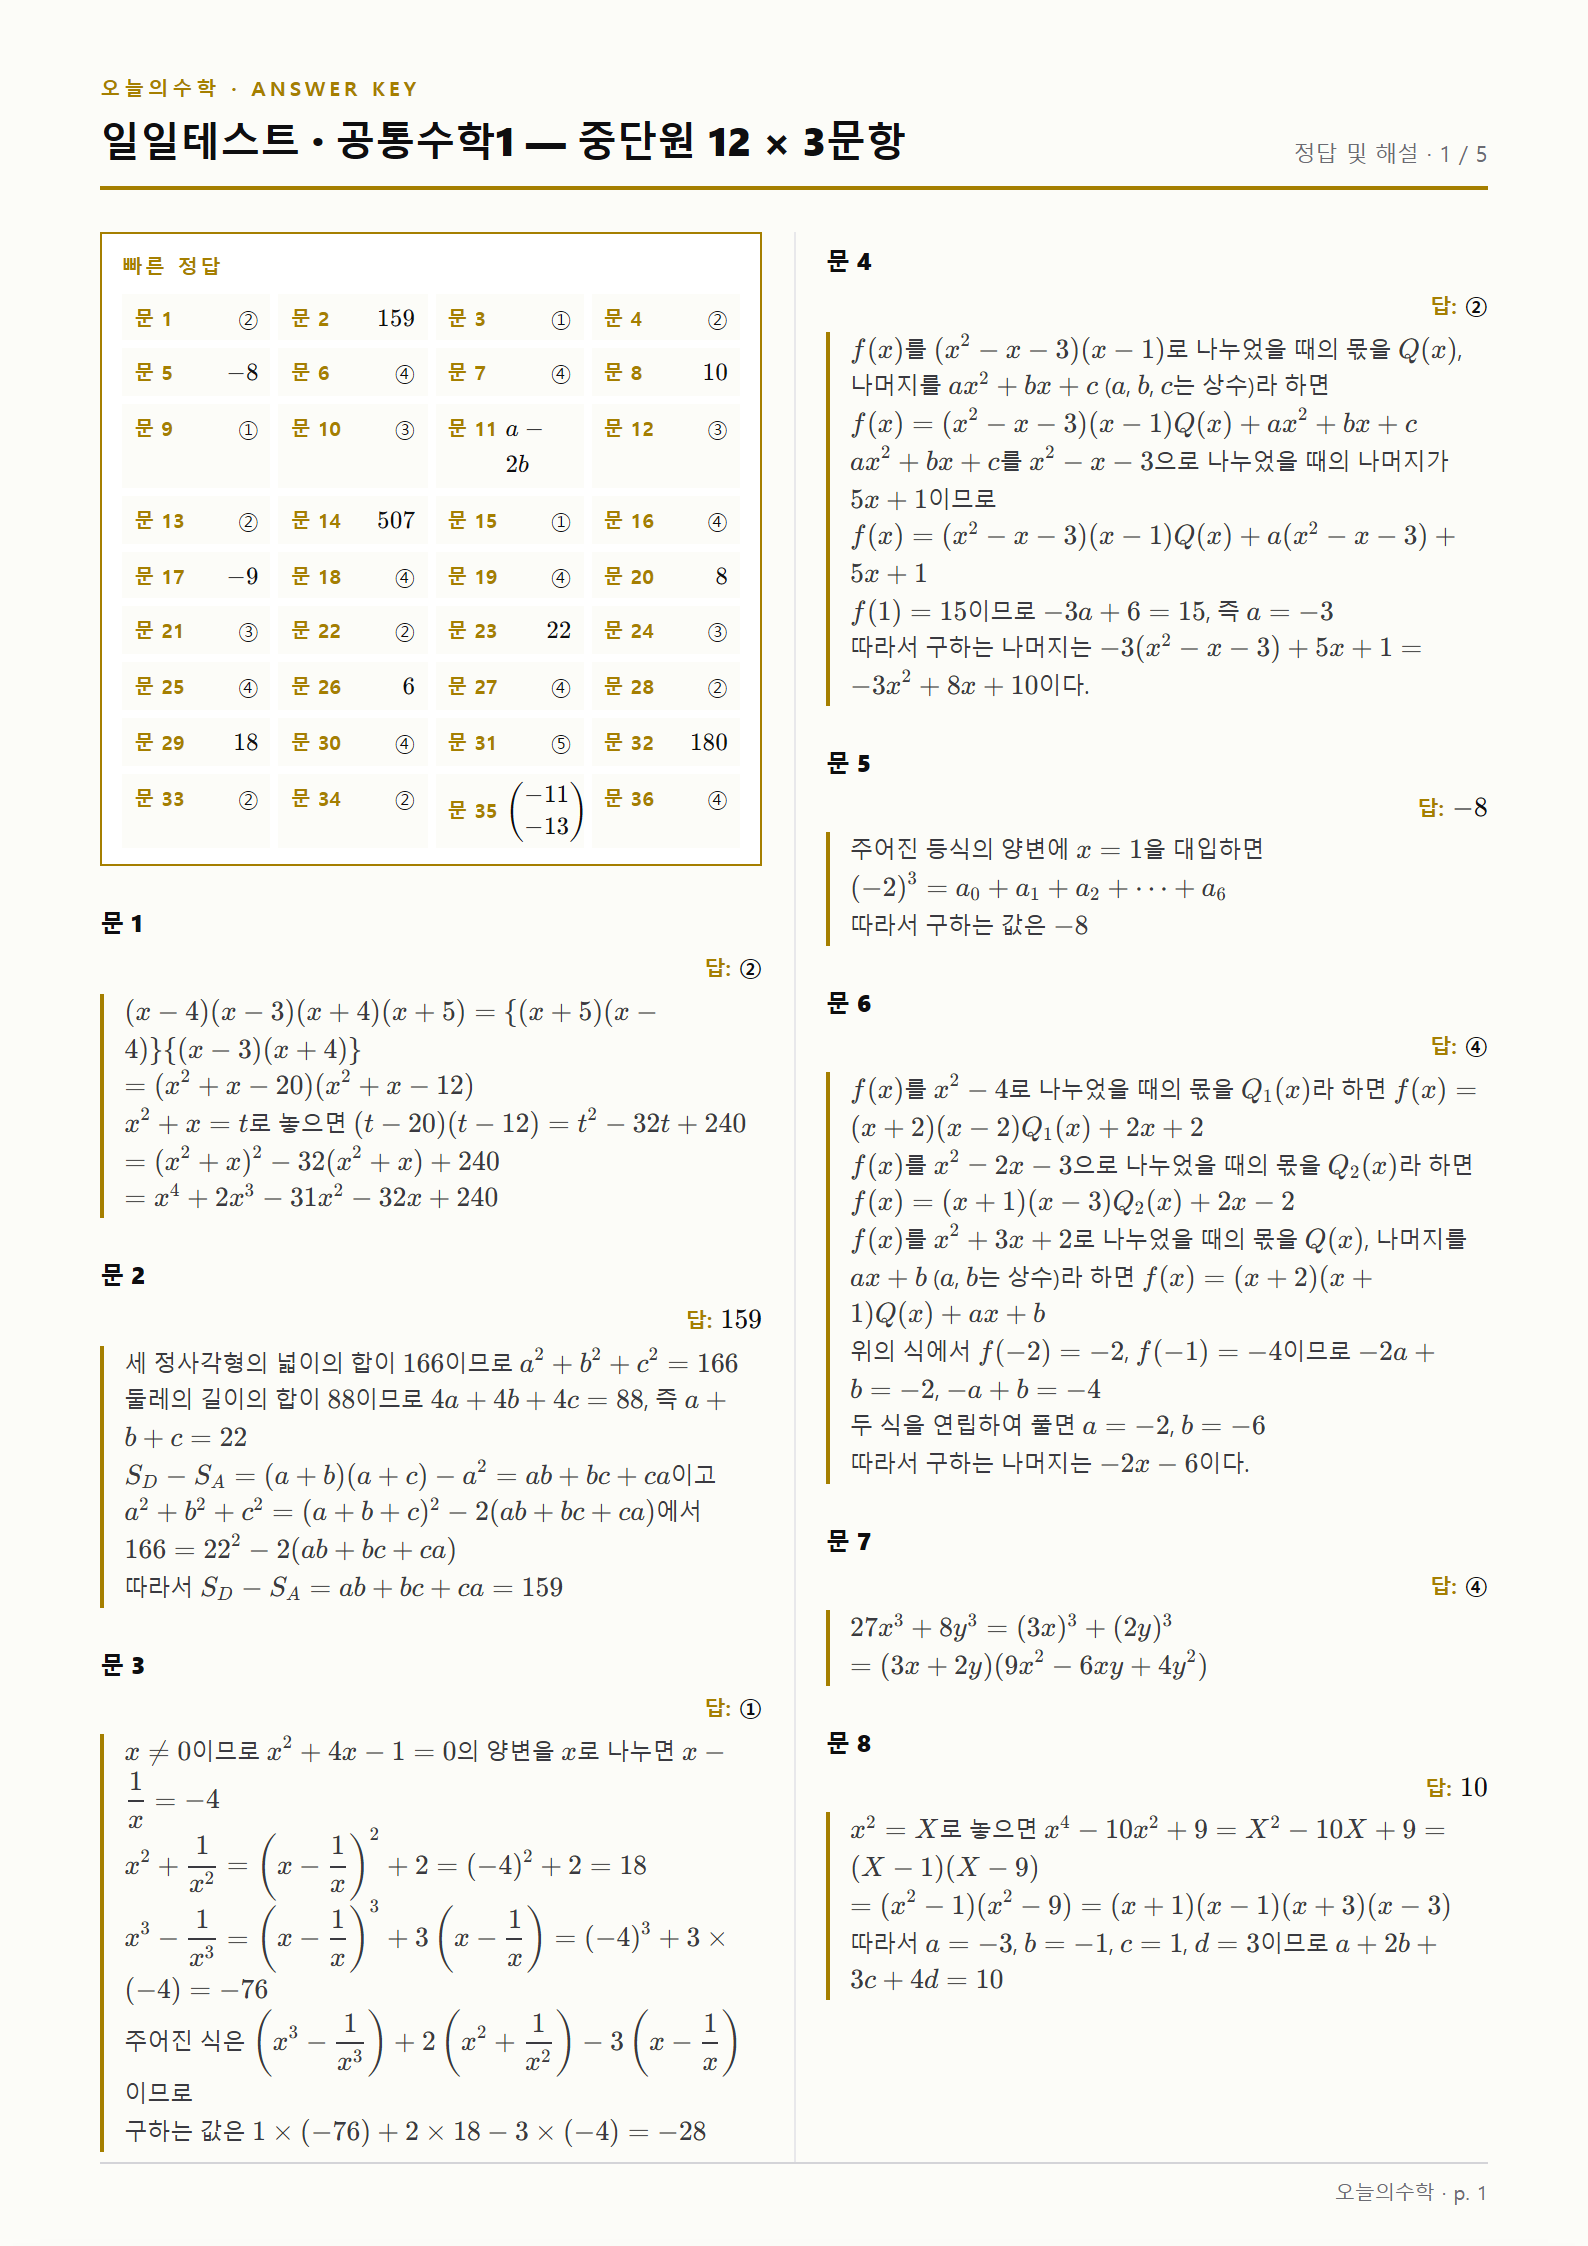 오늘의수학 · ANSWER KEY
일일테스트 · 공통수학1 — 중단원 12 × 3문항
정답 및 해설 · 1 / 5
빠른 정답
문 1 ② 문 2 159 문 3 ① 문 4 ②
문 5 −8 문 6 ④ 문 7 ④ 문 8 10
문 9 ① 문 10 ③ 문 11 a − 2b 문 12 ③
문 13 ② 문 14 507 문 15 ① 문 16 ④
문 17 −9 문 18 ④ 문 19 ④ 문 20 8
문 21 ③ 문 22 ② 문 23 22 문 24 ③
문 25 ④ 문 26 6 문 27 ④ 문 28 ②
문 29 18 문 30 ④ 문 31 ⑤ 문 32 180
문 33 ② 문 34 ② 문 35 (−11 −13) 문 36 ④
문 1
답: ②
(x − 4)(x − 3)(x + 4)(x + 5) = {(x + 5)(x −
4)}{(x − 3)(x + 4)}
= (x² + x − 20)(x² + x − 12)
x² + x = t로 놓으면 (t − 20)(t − 12) = t² − 32t + 240
= (x² + x)² − 32(x² + x) + 240
= x⁴ + 2x³ − 31x² − 32x + 240
문 2
답: 159
세 정사각형의 넓이의 합이 166이므로 a² + b² + c² = 166
둘레의 길이의 합이 88이므로 4a + 4b + 4c = 88, 즉 a +
b + c = 22
S_D − S_A = (a + b)(a + c) − a² = ab + bc + ca이고
a² + b² + c² = (a + b + c)² − 2(ab + bc + ca)에서
166 = 22² − 2(ab + bc + ca)
따라서 S_D − S_A = ab + bc + ca = 159
문 3
답: ①
x ≠ 0이므로 x² + 4x − 1 = 0의 양변을 x로 나누면 x −
1/x = −4
x² + 1/x² = (x − 1/x)² + 2 = (−4)² + 2 = 18
x³ − 1/x³ = (x − 1/x)³ + 3(x − 1/x) = (−4)³ + 3 ×
(−4) = −76
주어진 식은 (x³ − 1/x³) + 2(x² + 1/x²) − 3(x − 1/x)
이므로
구하는 값은 1 × (−76) + 2 × 18 − 3 × (−4) = −28
문 4
답: ②
f(x)를 (x² − x − 3)(x − 1)로 나누었을 때의 몫을 Q(x),
나머지를 ax² + bx + c (a, b, c는 상수)라 하면
f(x) = (x² − x − 3)(x − 1)Q(x) + ax² + bx + c
ax² + bx + c를 x² − x − 3으로 나누었을 때의 나머지가
5x + 1이므로
f(x) = (x² − x − 3)(x − 1)Q(x) + a(x² − x − 3) +
5x + 1
f(1) = 15이므로 −3a + 6 = 15, 즉 a = −3
따라서 구하는 나머지는 −3(x² − x − 3) + 5x + 1 =
−3x² + 8x + 10이다.
문 5
답: −8
주어진 등식의 양변에 x = 1을 대입하면
(−2)³ = a₀ + a₁ + a₂ + ⋯ + a₆
따라서 구하는 값은 −8
문 6
답: ④
f(x)를 x² − 4로 나누었을 때의 몫을 Q₁(x)라 하면 f(x) =
(x + 2)(x − 2)Q₁(x) + 2x + 2
f(x)를 x² − 2x − 3으로 나누었을 때의 몫을 Q₂(x)라 하면
f(x) = (x + 1)(x − 3)Q₂(x) + 2x − 2
f(x)를 x² + 3x + 2로 나누었을 때의 몫을 Q(x), 나머지를
ax + b (a, b는 상수)라 하면 f(x) = (x + 2)(x +
1)Q(x) + ax + b
위의 식에서 f(−2) = −2, f(−1) = −4이므로 −2a +
b = −2, −a + b = −4
두 식을 연립하여 풀면 a = −2, b = −6
따라서 구하는 나머지는 −2x − 6이다.
문 7
답: ④
27x³ + 8y³ = (3x)³ + (2y)³
= (3x + 2y)(9x² − 6xy + 4y²)
문 8
답: 10
x² = X로 놓으면 x⁴ − 10x² + 9 = X² − 10X + 9 =
(X − 1)(X − 9)
= (x² − 1)(x² − 9) = (x + 1)(x − 1)(x + 3)(x − 3)
따라서 a = −3, b = −1, c = 1, d = 3이므로 a + 2b +
3c + 4d = 10
오늘의수학 · p. 1